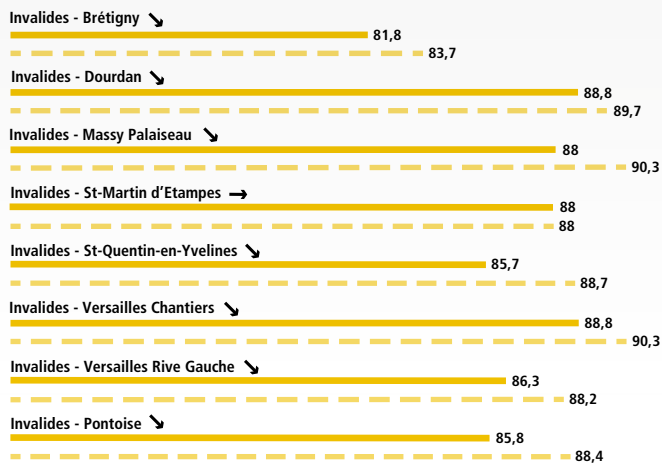 Invalides - Brétigny ↘
81,8
83,7
Invalides - Dourdan ↘
88,8
89,7
Invalides - Massy Palaiseau ↘
88
90,3
Invalides - St-Martin d'Etampes →
88
88
Invalides - St-Quentin-en-Yvelines ↘
85,7
88,7
Invalides - Versailles Chantiers ↘
88,8
90,3
Invalides - Versailles Rive Gauche ↘
86,3
88,2
Invalides - Pontoise ↘
85,8
88,4